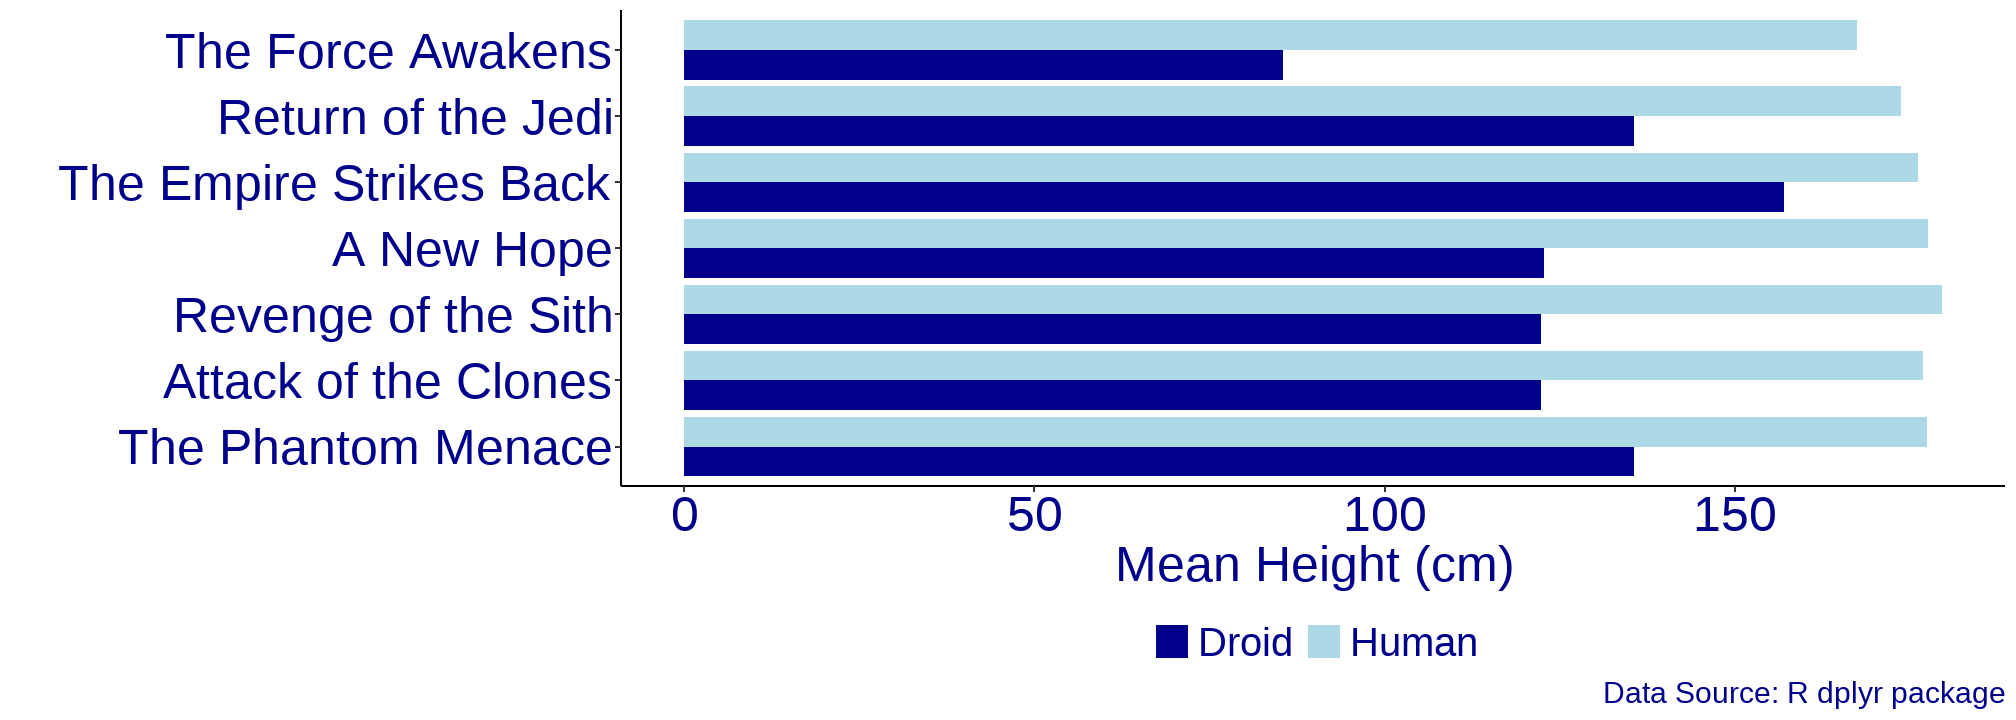 The Force Awakens
Return of the Jedi
The Empire Strikes Back
A New Hope
Revenge of the Sith
Attack of the Clones
The Phantom Menace
0 50 100 150
Mean Height (cm)
Droid Human
Data Source: R dplyr package